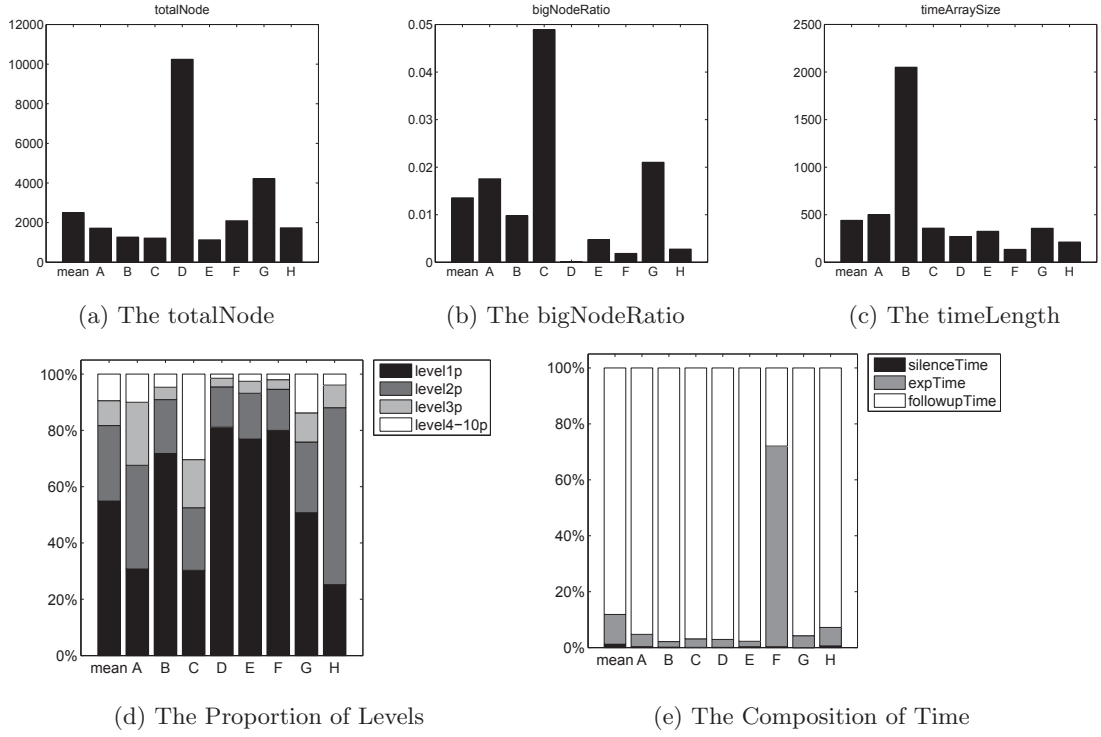 totalNode
12000
10000
8000
6000
4000
2000
0
mean A B C D E F G H
(a) The totalNode
bigNodeRatio
0.05
0.04
0.03
0.02
0.01
0
mean A B C D E F G H
(b) The bigNodeRatio
timeArraySize
2500
2000
1500
1000
500
0
mean A B C D E F G H
(c) The timeLength
100%
80%
60%
40%
20%
0%
mean A B C D E F G H
level1p
level2p
level3p
level4-10p
(d) The Proportion of Levels
100%
80%
60%
40%
20%
0%
mean A B C D E F G H
silenceTime
expTime
followupTime
(e) The Composition of Time